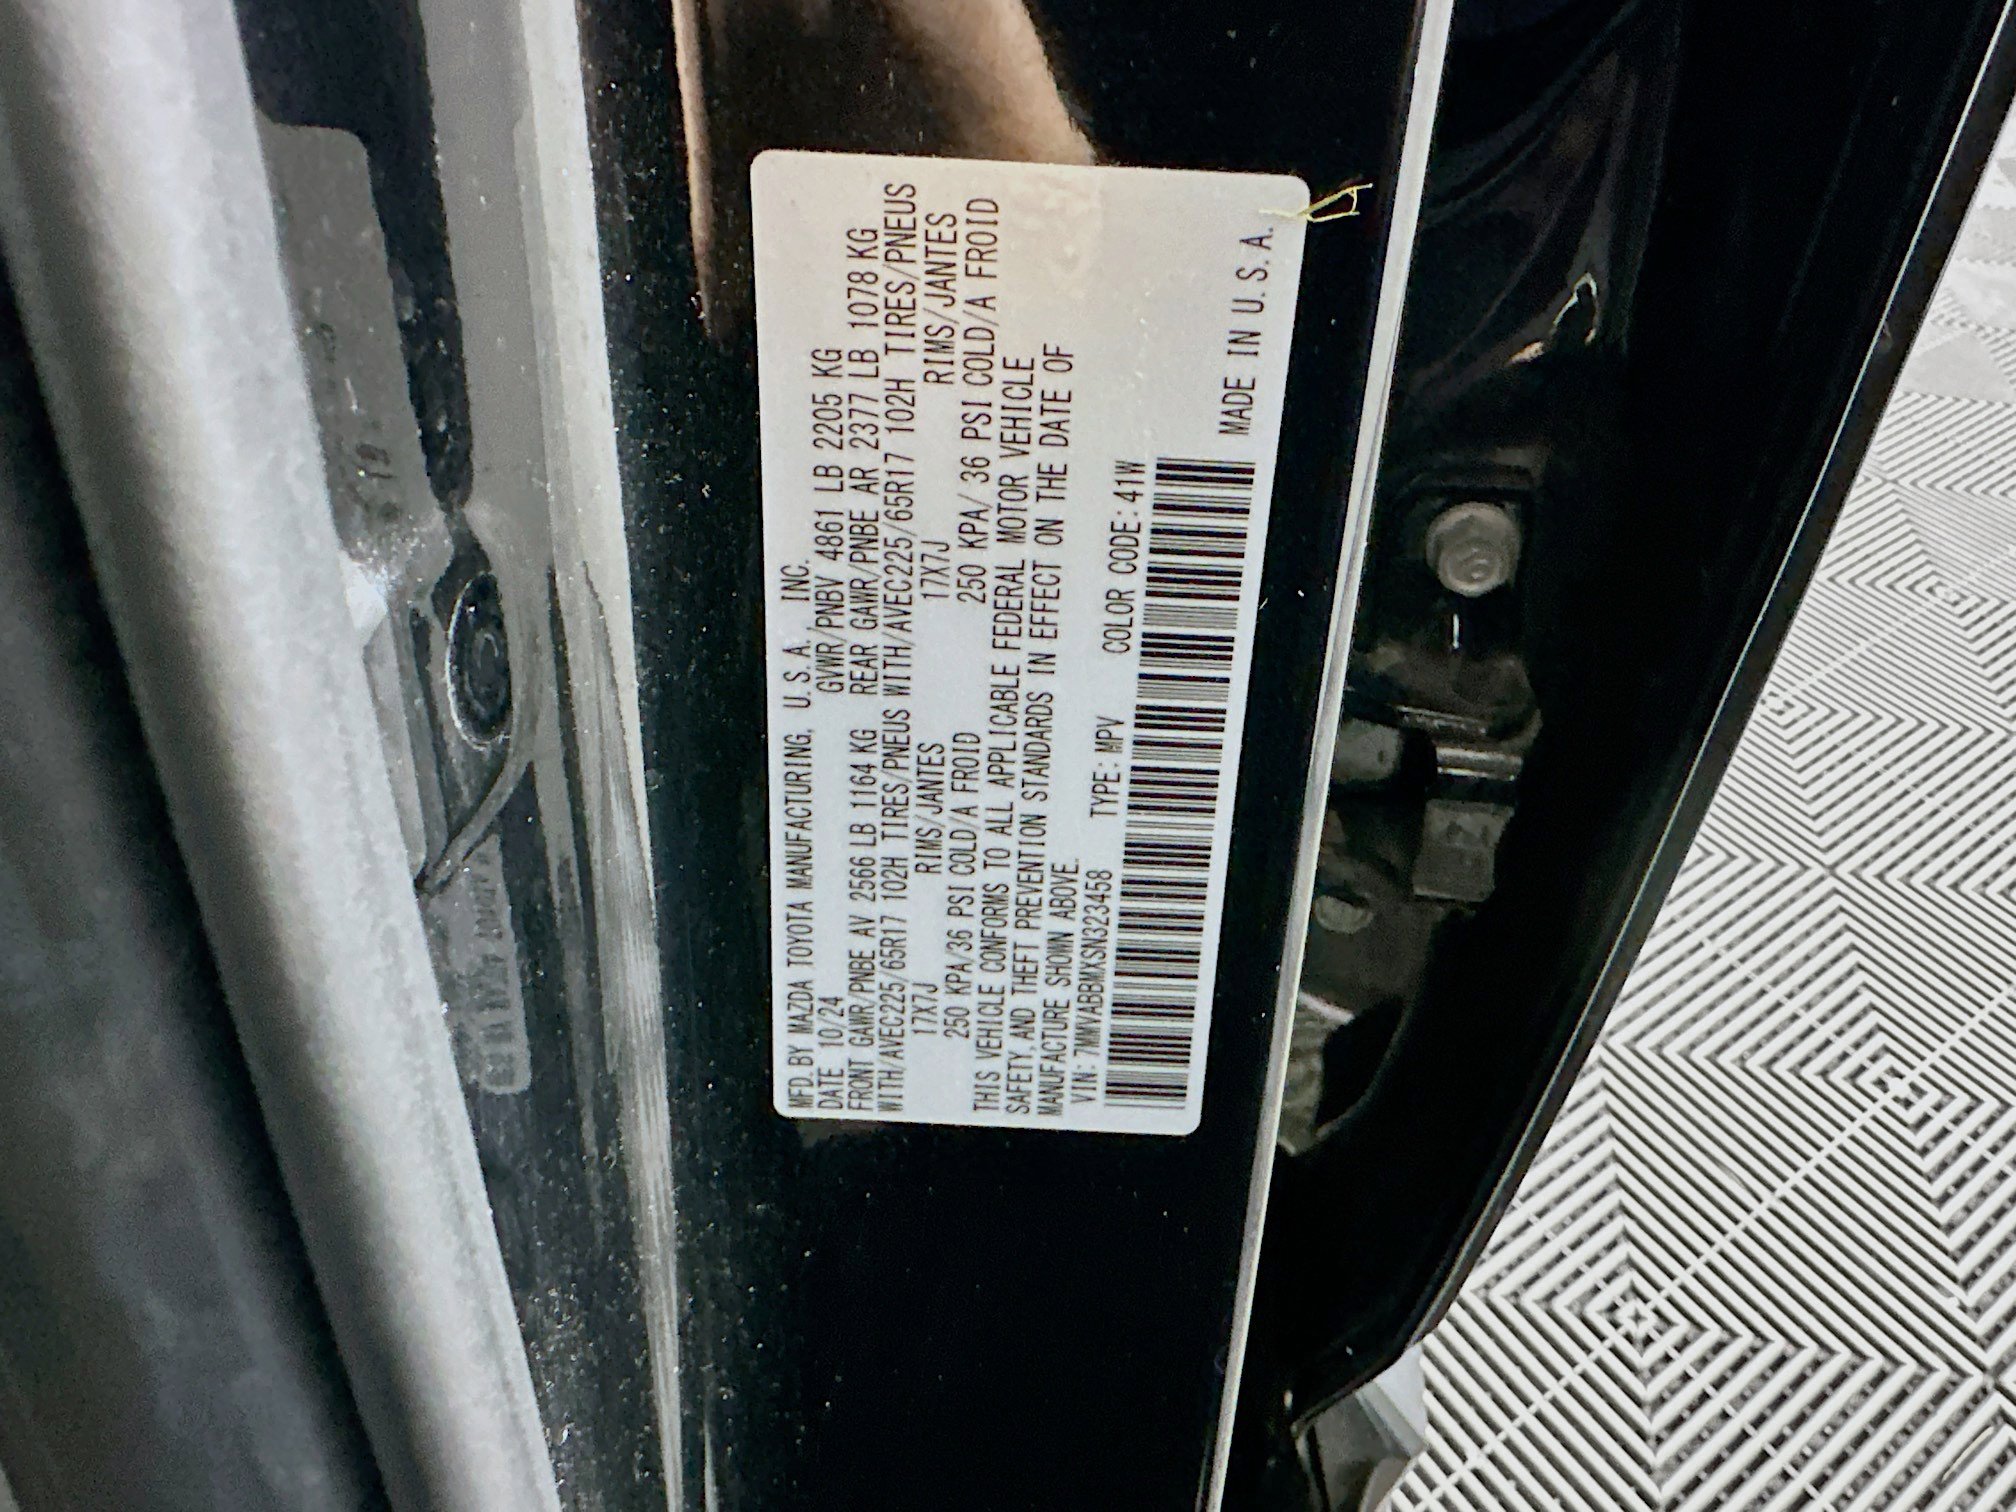 MFD.BY MAZDA TOYOTA MANUFACTURING, U.S.A., INC.
DATE 10/24 GWR/PNBV 4861 LB 2205 KG
FRONT GAWR/PNBE AV 2566 LB 1164 KG REAR GAWR/PNBE AR 2377 LB 1078 KG
WITH/AVEC225/65R17 102H TIRES/PNEUS WITH/AVEC225/65R17 102H TIRES/PNEUS
17X7J RIMS/JANTES 17X7J RIMS/JANTES
250 KPA/36 PSI COLD/A FROID 250 KPA/ 36 PSI COLD/A FROID
THIS VEHICLE CONFORMS TO ALL APPLICABLE FEDERAL MOTOR VEHICLE
SAFETY, AND THEFT PREVENTION STANDARDS IN EFFECT ON THE DATE OF
MANUFACTURE SHOWN ABOVE.
VIN: 7MMVABBMXSN323458 TYPE: MPV COLOR CODE: 41W
MADE IN U.S.A.